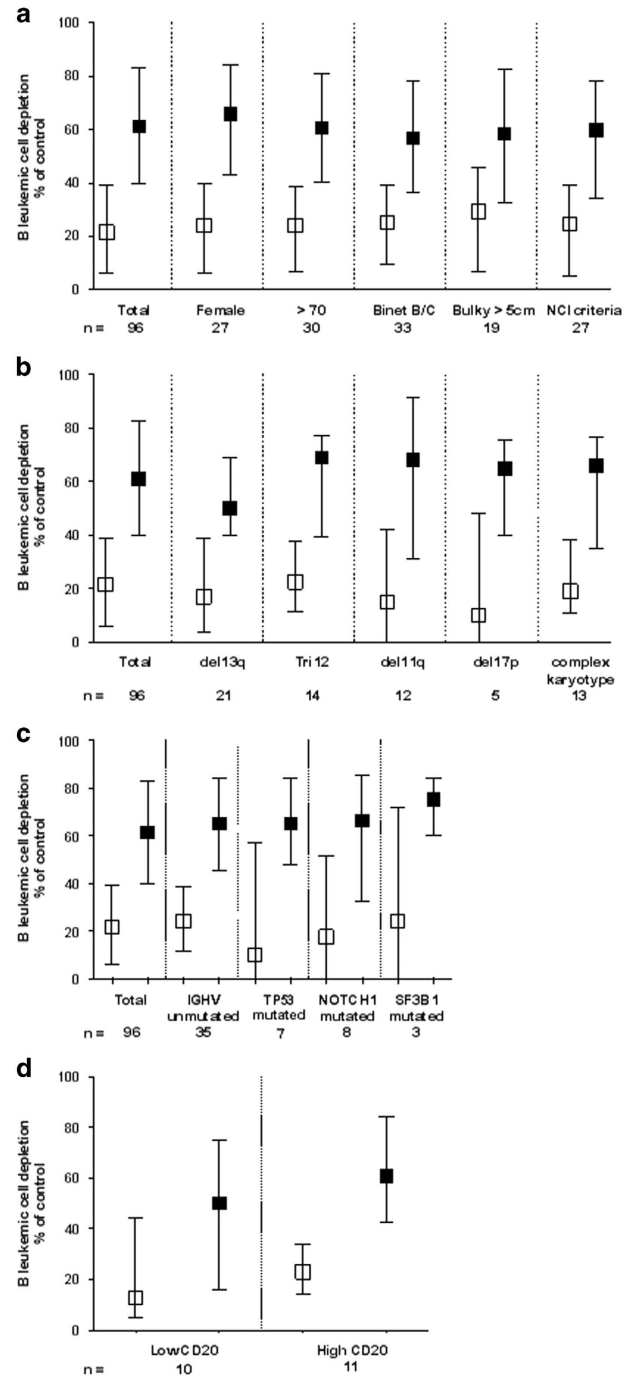 a
B leukemic cell depletion
% of control
100
80
60
40
20
0
Total Female > 70 Binet B/C Bulky > 5cm NCI criteria
n = 96 27 30 33 19 27
b
B leukemic cell depletion
% of control
100
80
60
40
20
0
Total del13q Tri12 del11q del17p complex
karyotype
n = 96 21 14 12 5 13
c
B leukemic cell depletion
% of control
100
80
60
40
20
0
Total IGHV TP53 NOTCH1 SF3B1
unmutated mutated mutated mutated
n = 96 35 7 8 3
d
B leukemic cell depletion
% of control
100
80
60
40
20
0
Low CD20 High CD20
n = 10 11